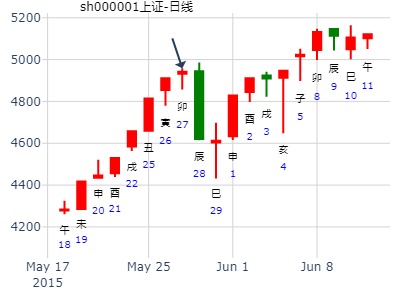 sh000001上证-日线
5200
5000
4800
4600
4400
4200
午 18
未 19
申 20
酉 21
戌 22
丑 25
寅 26
卯 27
辰 28
巳 29
申 1
酉 2
戌 3
亥 4
子 5
卯 8
辰 9
巳 10
午 11
May 17
2015
May 25
Jun 1
Jun 8